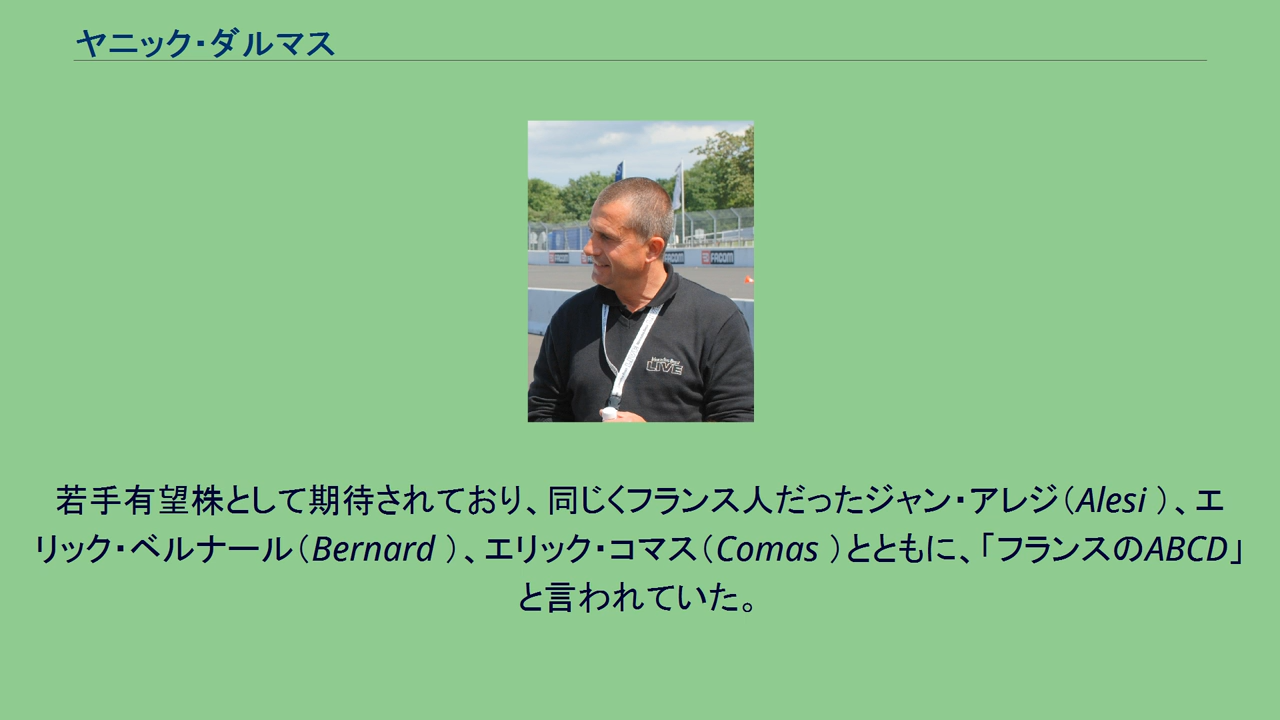 ヤニック・ダルマス
FACOM
FACOM
FACOM
LIVE
若手有望株として期待されており、同じくフランス人だったジャン・アレジ（Alesi ）、エ
リック・ベルナール（Bernard ）、エリック・コマス（Comas ）とともに、「フランスのABCD」
と言われていた。